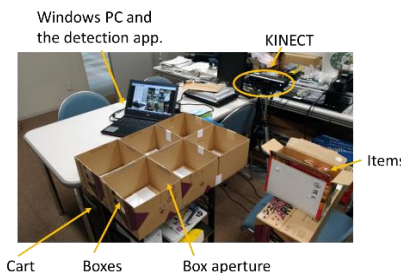 Windows PC and
the detection app.
KINECT
Items
Cart
Boxes
Box aperture